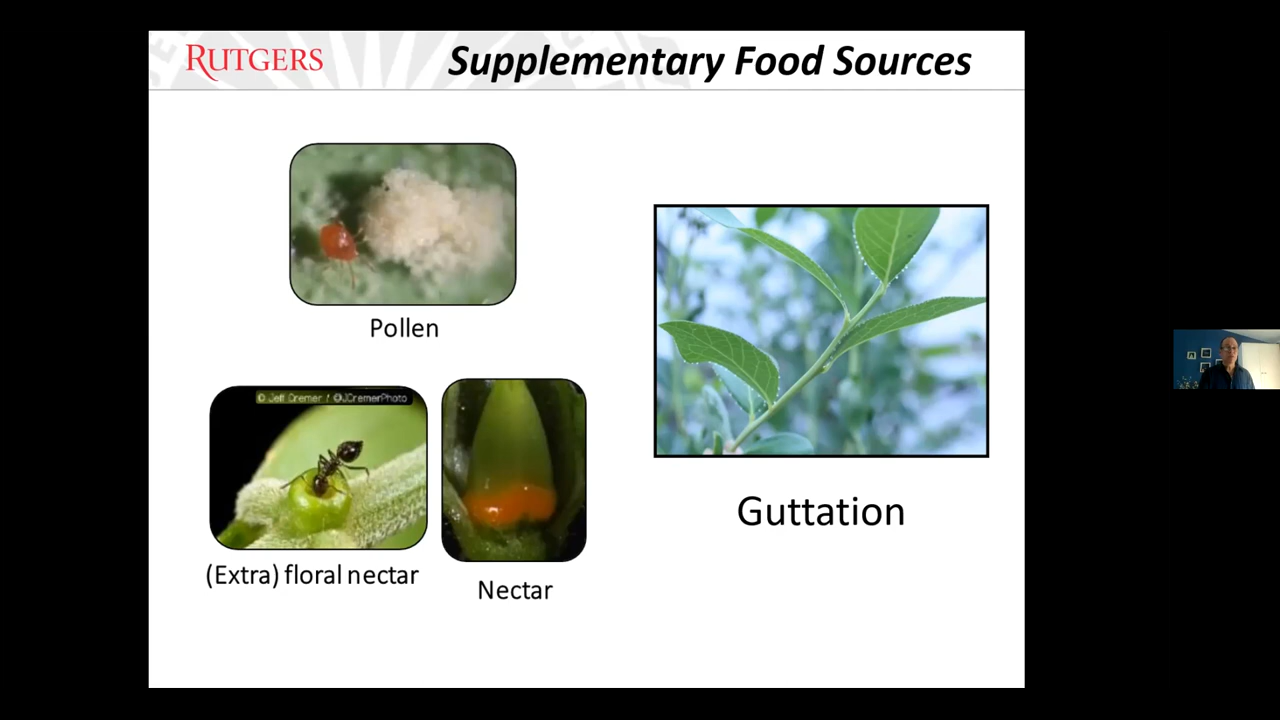 RUTGERS
Supplementary Food Sources
Pollen
© Jeff Cremer / @JCremerPhoto
(Extra) floral nectar
Nectar
Guttation